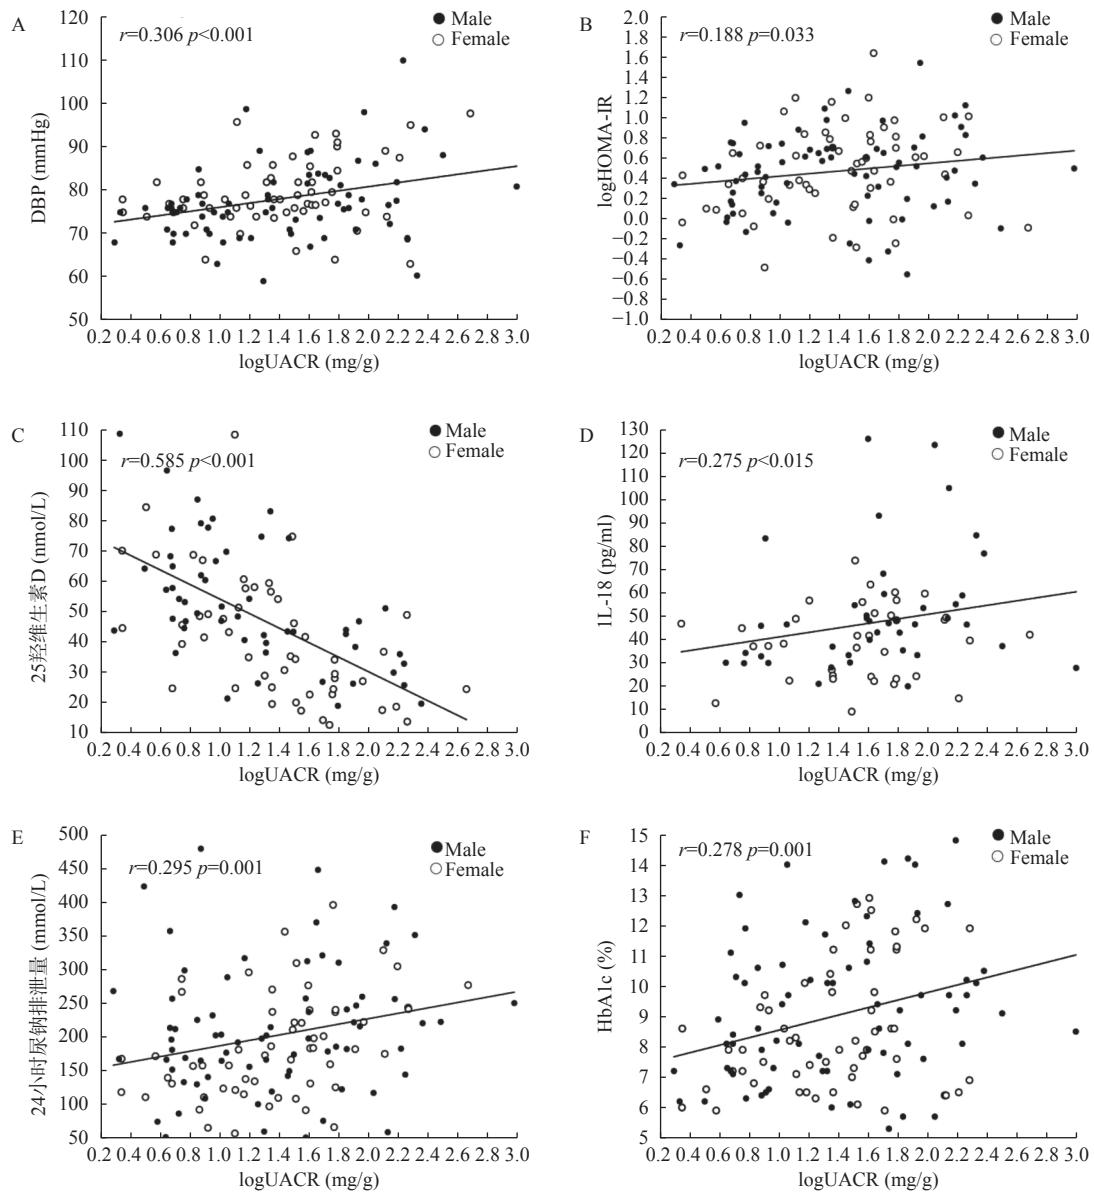 A
r=0.306 p<0.001
Male
Female
DBP (mmHg)
120
110
100
90
80
70
60
50
0.2 0.4 0.6 0.8 1.0 1.2 1.4 1.6 1.8 2.0 2.2 2.4 2.6 2.8 3.0
logUACR (mg/g)
B
r=0.188 p=0.033
Male
Female
logHOMA-IR
2.0
1.8
1.6
1.4
1.2
1.0
0.8
0.6
0.4
0.2
0.0
−0.2
−0.4
−0.6
−0.8
−1.0
0.2 0.4 0.6 0.8 1.0 1.2 1.4 1.6 1.8 2.0 2.2 2.4 2.6 2.8 3.0
logUACR (mg/g)
C
r=0.585 p<0.001
Male
Female
25羟维生素D (nmol/L)
110
100
90
80
70
60
50
40
30
20
10
0.2 0.4 0.6 0.8 1.0 1.2 1.4 1.6 1.8 2.0 2.2 2.4 2.6 2.8 3.0
logUACR (mg/g)
D
r=0.275 p<0.015
Male
Female
1L-18 (pg/ml)
130
120
110
100
90
80
70
60
50
40
30
20
10
0
0.2 0.4 0.6 0.8 1.0 1.2 1.4 1.6 1.8 2.0 2.2 2.4 2.6 2.8 3.0
logUACR (mg/g)
E
r=0.295 p=0.001
Male
Female
24小时尿钠排泄量 (mmol/L)
500
450
400
350
300
250
200
150
100
50
0.2 0.4 0.6 0.8 1.0 1.2 1.4 1.6 1.8 2.0 2.2 2.4 2.6 2.8 3.0
logUACR (mg/g)
F
r=0.278 p=0.001
Male
Female
HbA1c (%)
15
14
13
12
11
10
9
8
7
6
5
0.2 0.4 0.6 0.8 1.0 1.2 1.4 1.6 1.8 2.0 2.2 2.4 2.6 2.8 3.0
logUACR (mg/g)